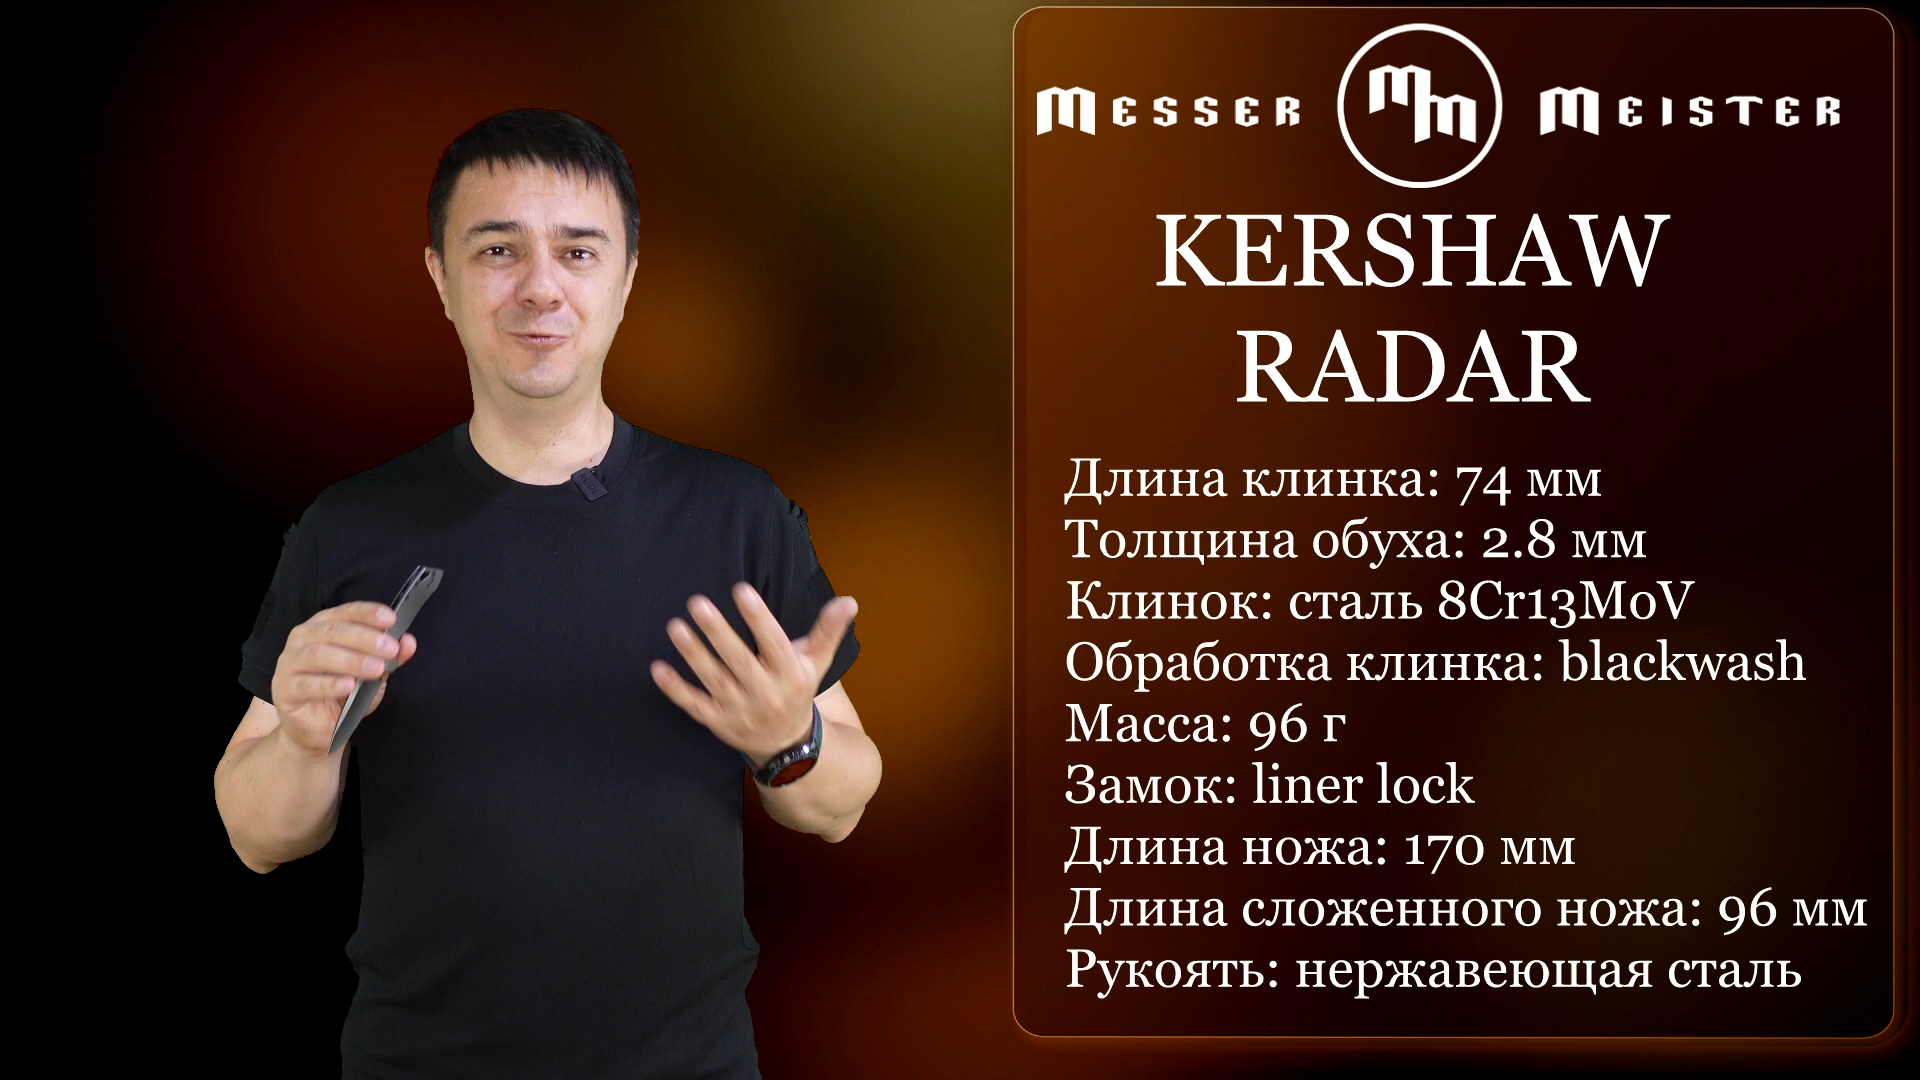 MESSER MM MEISTER
KERSHAW
RADAR
Длина клинка: 74 мм
Толщина обуха: 2.8 мм
Клинок: сталь 8Cr13MoV
Обработка клинка: blackwash
Масса: 96 г
Замок: liner lock
Длина ножа: 170 мм
Длина сложенного ножа: 96 мм
Рукоять: нержавеющая сталь